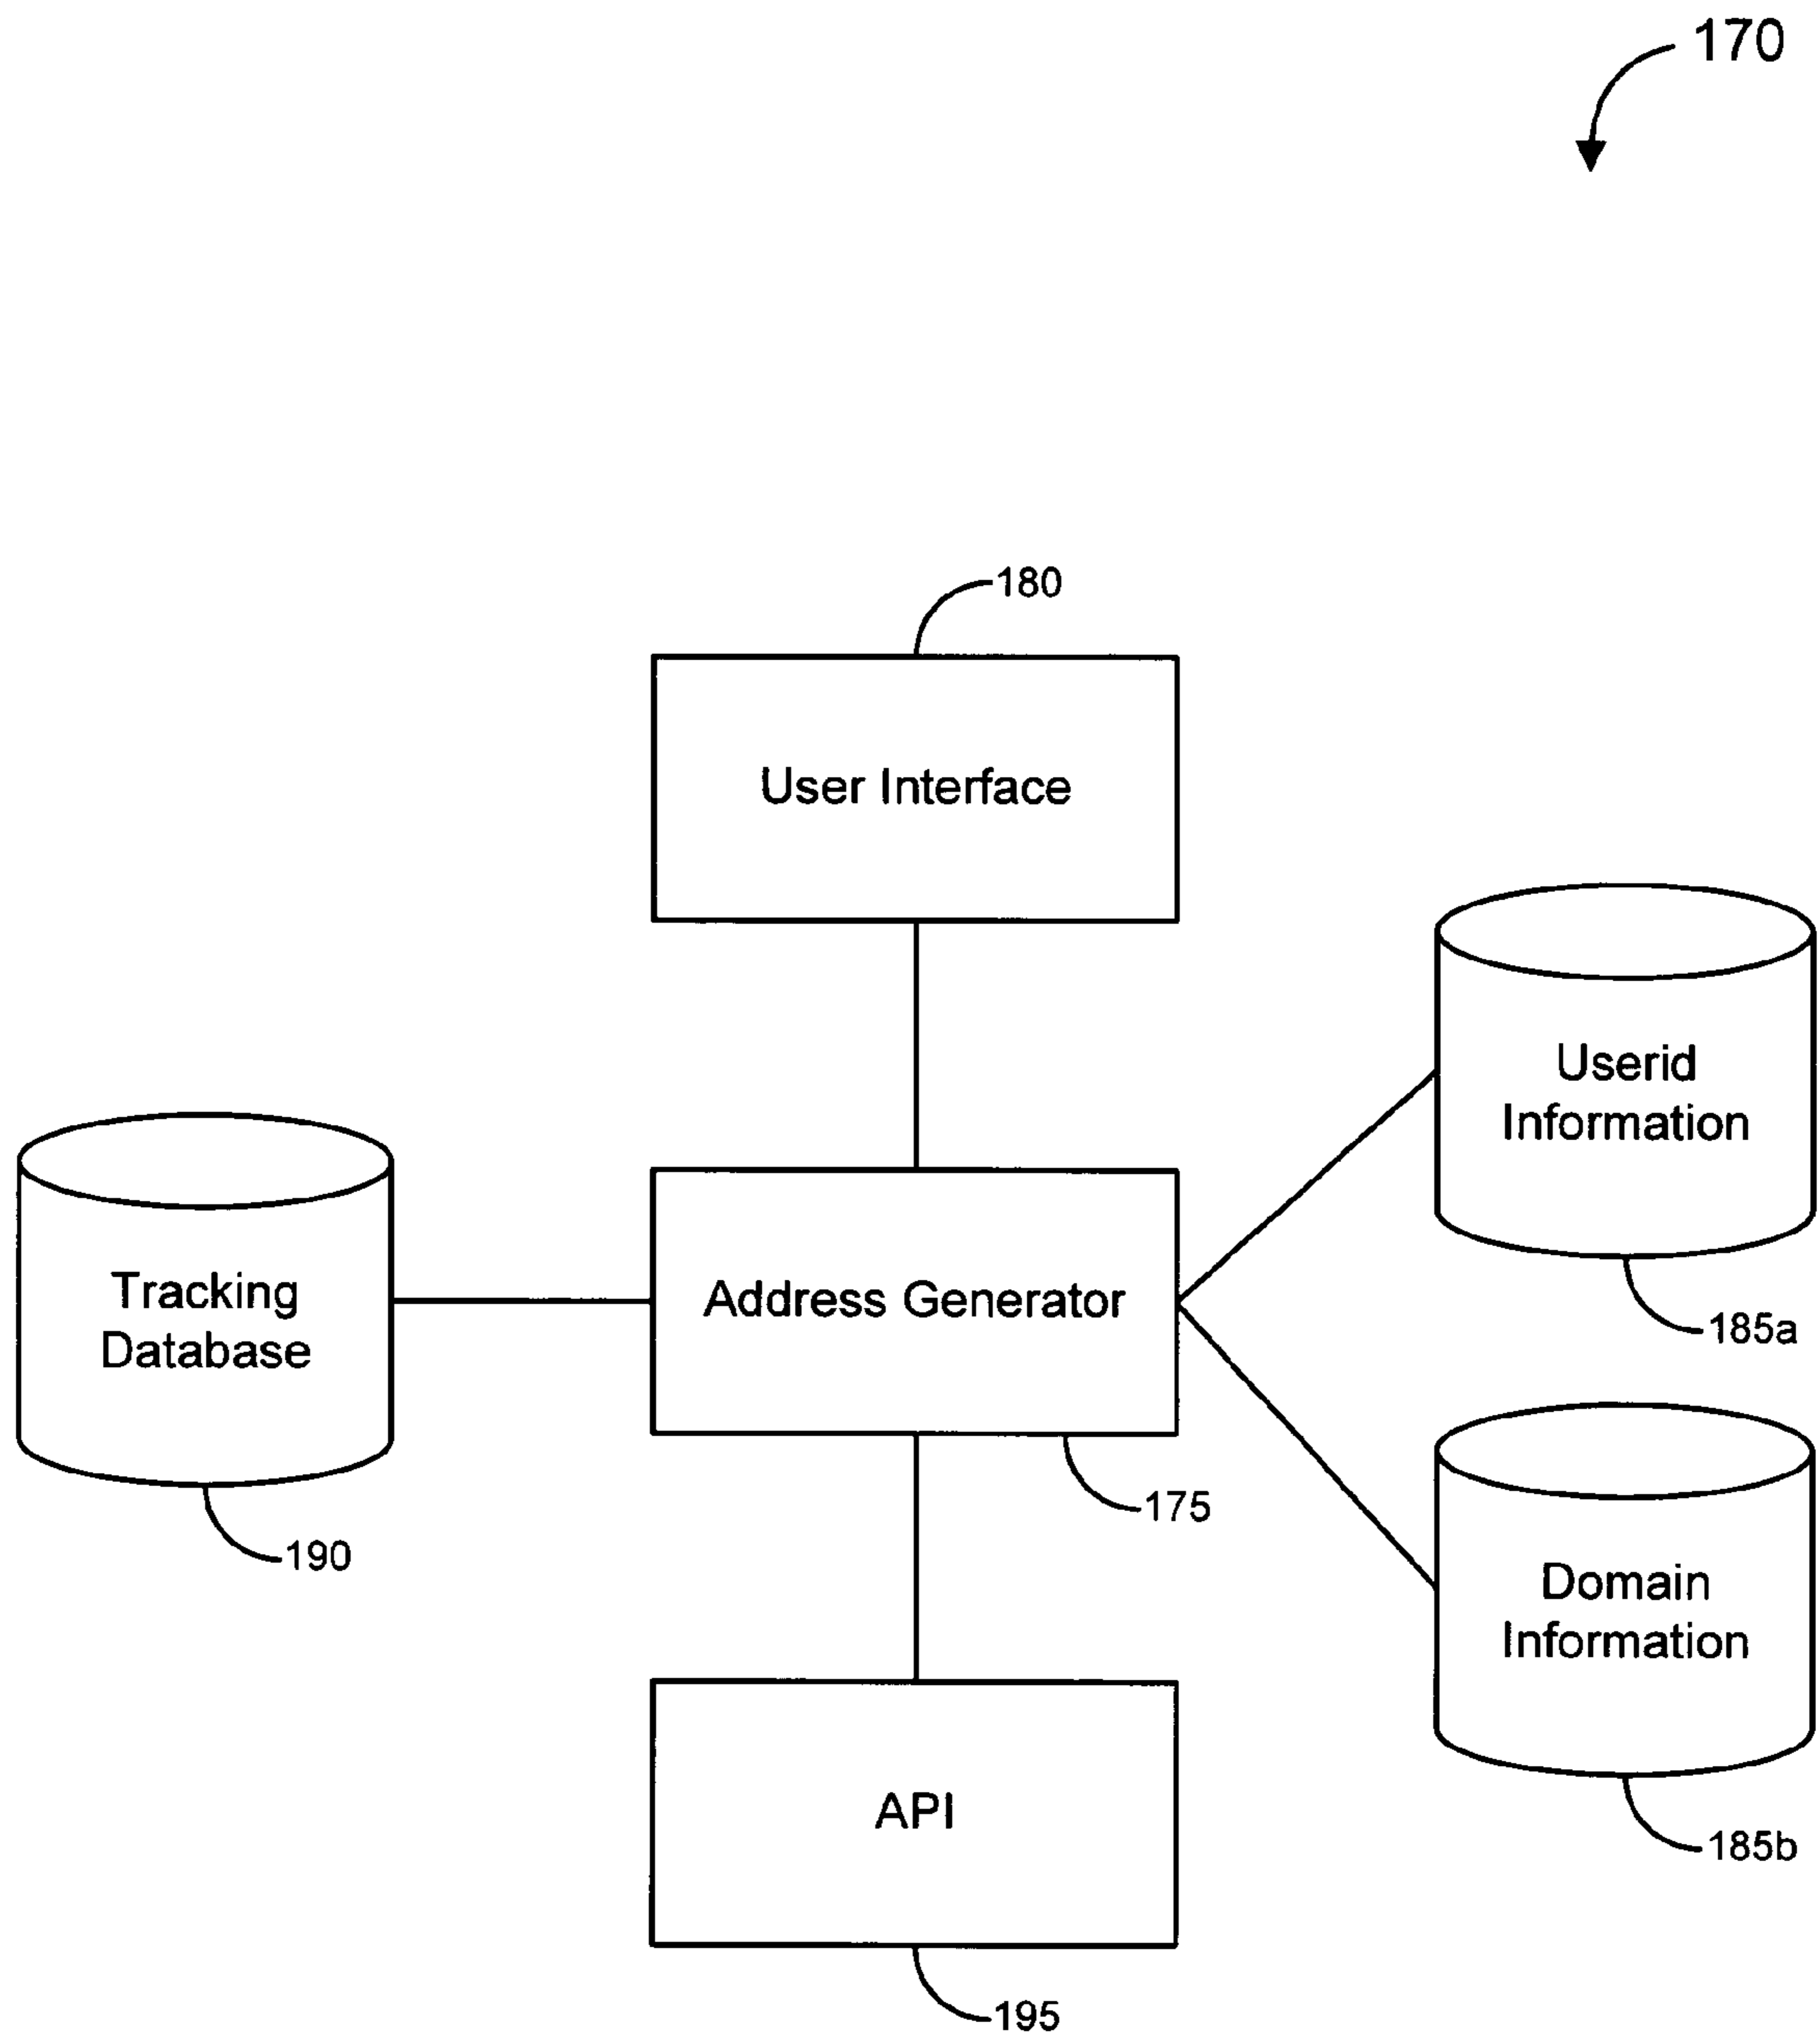 170
180
User Interface
Userid
Information
185a
Tracking
Database
190
Address Generator
175
Domain
Information
185b
API
195